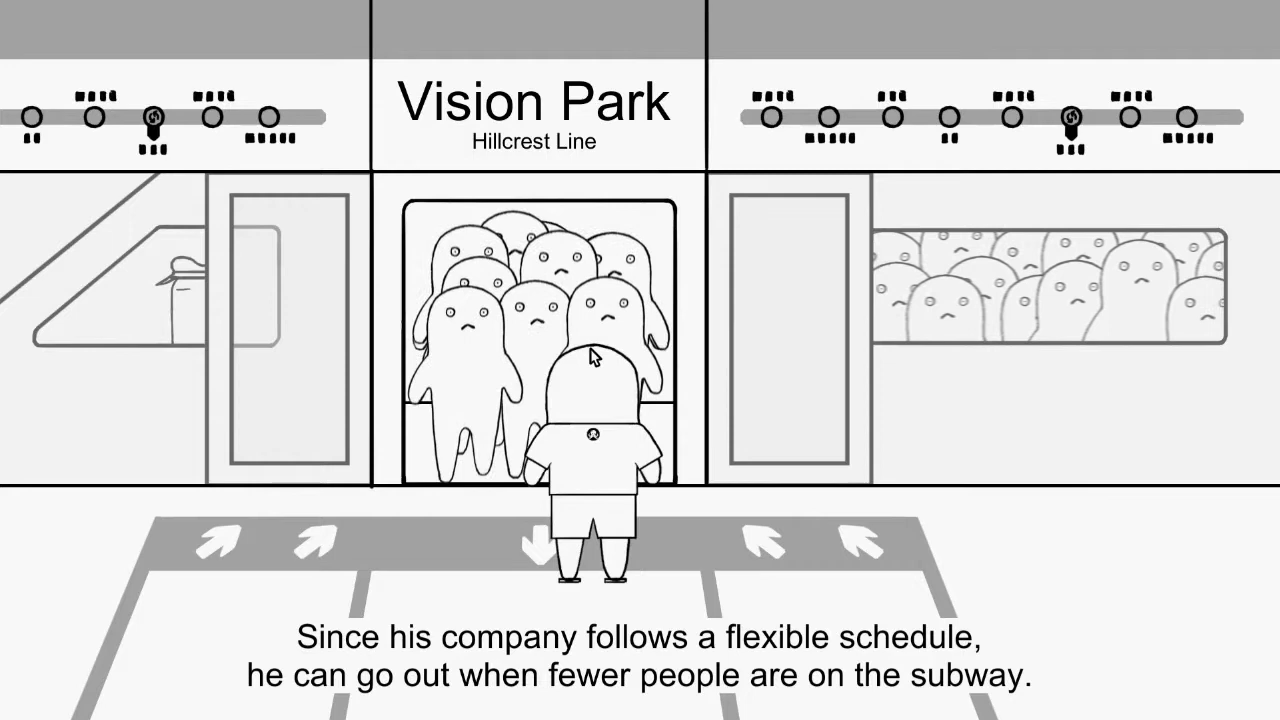 Vision Park
Hillcrest Line
Since his company follows a flexible schedule,
he can go out when fewer people are on the subway.